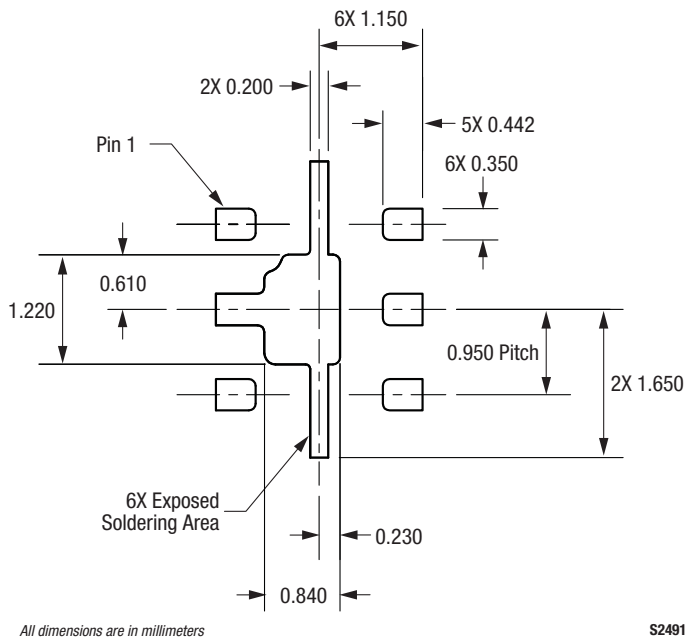 6X 1.150
2X 0.200
5X 0.442
Pin 1
6X 0.350
0.610
1.220
0.950 Pitch
2X 1.650
6X Exposed
Soldering Area
0.230
0.840
All dimensions are in millimeters
S2491